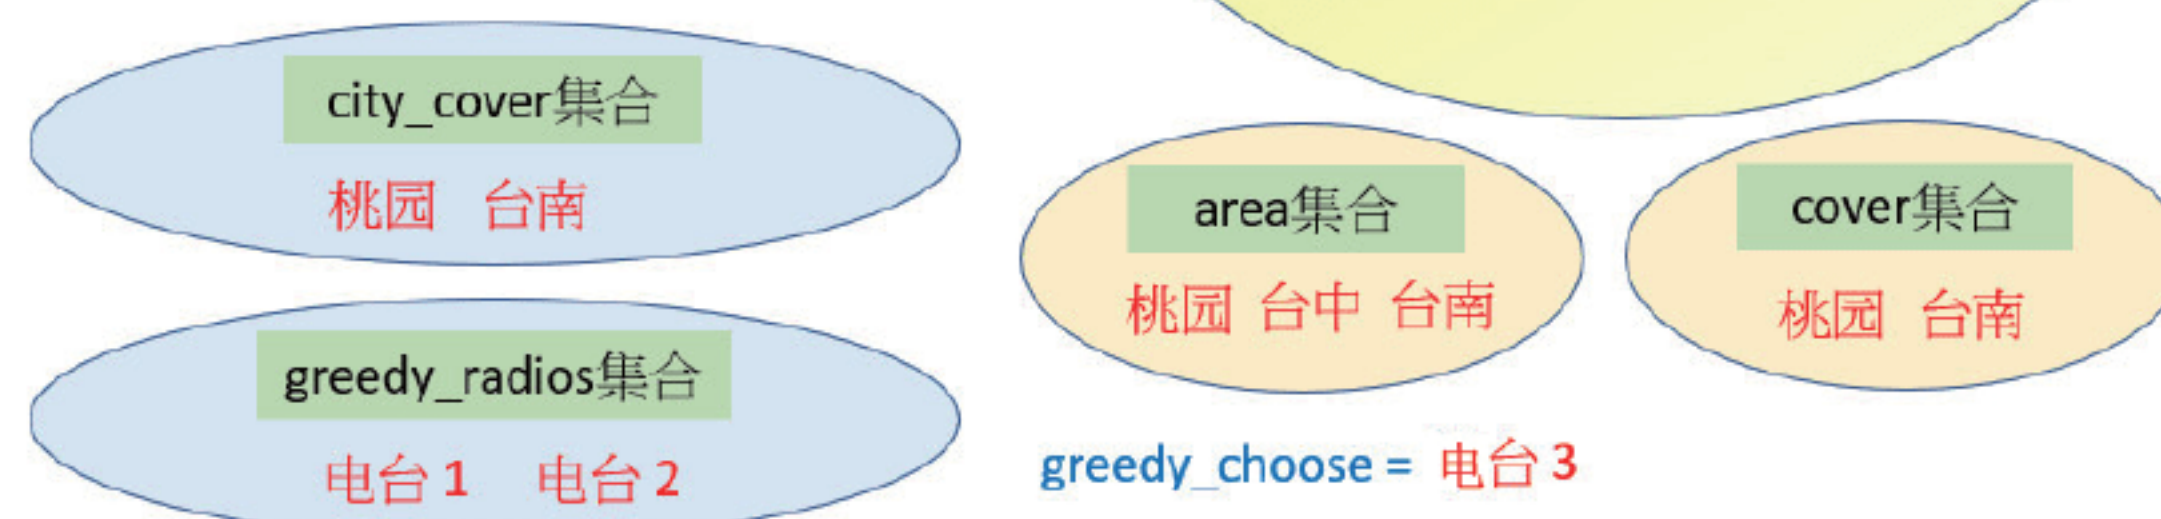 city_cover集合
桃园 台南
greedy_radios集合
电台1 电台2
area集合
桃园 台中 台南
cover集合
桃园 台南
greedy_choose = 电台3